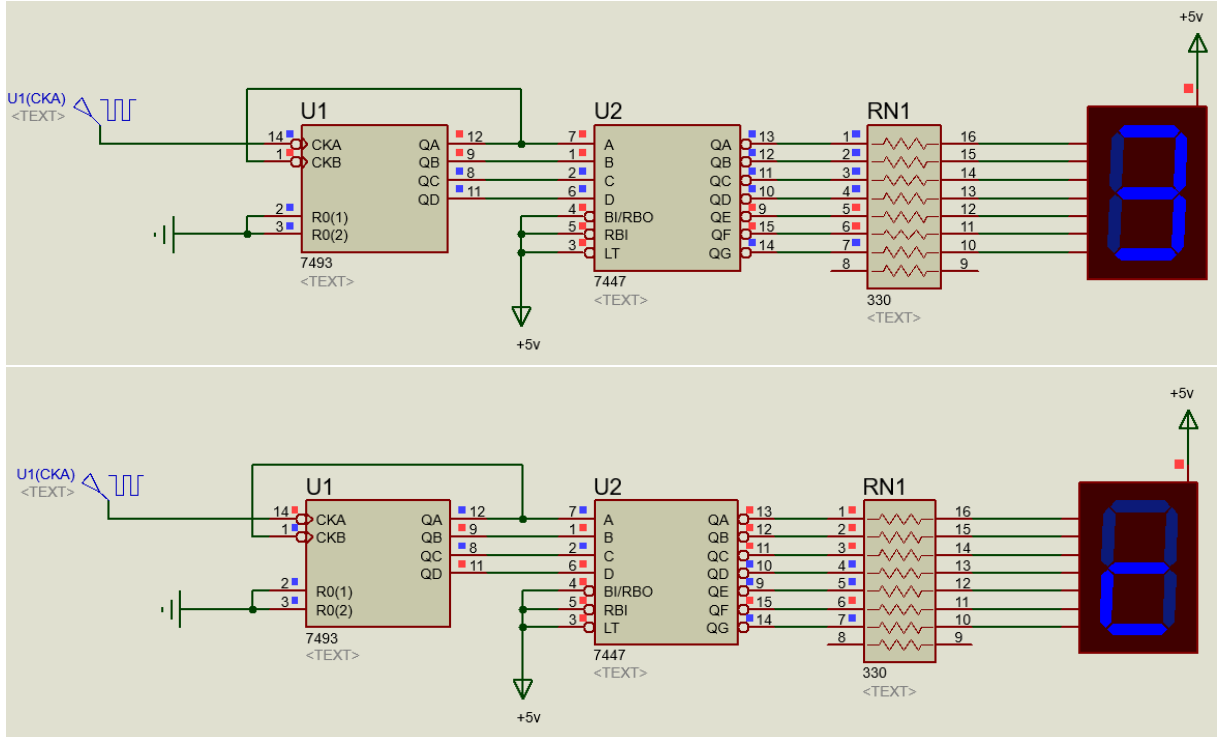 +5v
U1(CKA)
<TEXT>
U1 U2 RN1
14 CKA QA 12 7 A QA 13 1 16
1 CKB QB 9 1 B QB 12 2 15
QC 8 2 C QC 11 3 14
QD 11 6 D QD 10 4 13
2 R0(1) 4 BI/RBO QE 9 5 12
3 R0(2) 5 RBI QF 15 6 11
3 LT QG 14 7 10
8 9
7493 7447 330
<TEXT> <TEXT> <TEXT>
+5v
+5v
U1(CKA)
<TEXT>
U1 U2 RN1
14 CKA QA 12 7 A QA 13 1 16
1 CKB QB 9 1 B QB 12 2 15
QC 8 2 C QC 11 3 14
QD 11 6 D QD 10 4 13
2 R0(1) 4 BI/RBO QE 9 5 12
3 R0(2) 5 RBI QF 15 6 11
3 LT QG 14 7 10
8 9
7493 7447 330
<TEXT> <TEXT> <TEXT>
+5v